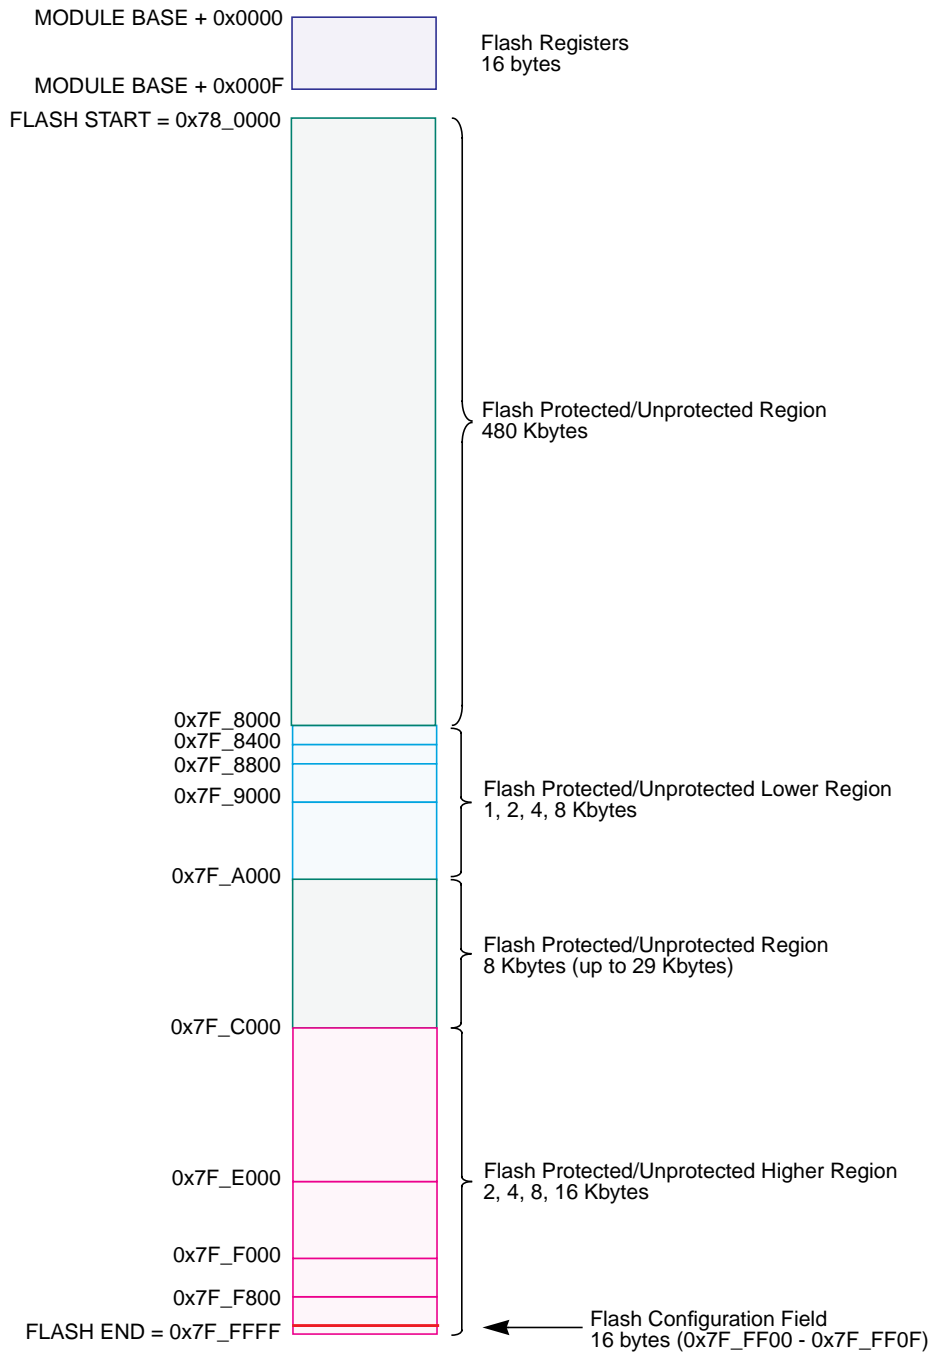 MODULE BASE + 0x0000
Flash Registers
16 bytes
MODULE BASE + 0x000F
FLASH START = 0x78_0000
Flash Protected/Unprotected Region
480 Kbytes
0x7F_8000
0x7F_8400
0x7F_8800
0x7F_9000
Flash Protected/Unprotected Lower Region
1, 2, 4, 8 Kbytes
0x7F_A000
Flash Protected/Unprotected Region
8 Kbytes (up to 29 Kbytes)
0x7F_C000
0x7F_E000
Flash Protected/Unprotected Higher Region
2, 4, 8, 16 Kbytes
0x7F_F000
0x7F_F800
FLASH END = 0x7F_FFFF
Flash Configuration Field
16 bytes (0x7F_FF00 - 0x7F_FF0F)